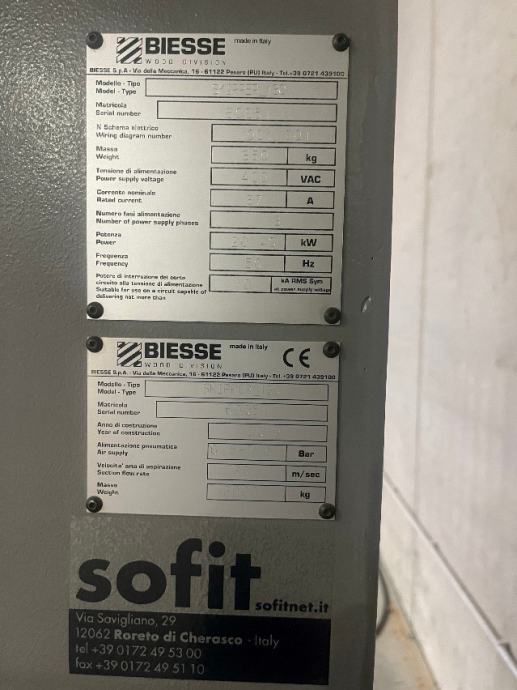 BIESSE made in Italy
WOOD DIVISION
BIESSE S.p.A - Via della Meccanica, 16 - 61122 Pesaro (PU) Italy - Tel.+39 0721 439100
Modello - Tipo
Model - Type
Matricola
Serial number
N Schema elettrico
Wiring diagram number
Massa
Weight kg
Tensione di alimentazione
Power supply voltage 400 VAC
Corrente nominale
Rated current A
Numero fasi alimentazione
Number of power supply phases
Potenza
Power kW
Frequenza
Frequency 50 Hz
Potere di interruzione del corto
circuito alla tensione di alimentazione
Suitable for use on a circuit capable of
delivering not more than
kA RMS Sym
at power supply voltage
BIESSE made in Italy CE
WOOD DIVISION
BIESSE S.p.A. - Via della Meccanica, 16 - 61122 Pesaro (PU) Italy - Tel. +39 0721 439100
Modello - Tipo
Model - Type
Matricola
Serial number
Anno di costruzione
Year of construction
Alimentazione pneumatica
Air supply Bar
Velocita' aria di aspirazione
Suction flow rate m/sec
Massa
Weight kg
sofit
sofitnet.it
Via Savigliano, 29
12062 Roreto di Cherasco - Italy
tel +39 0172 49 53 00
fax +39 0172 49 51 10